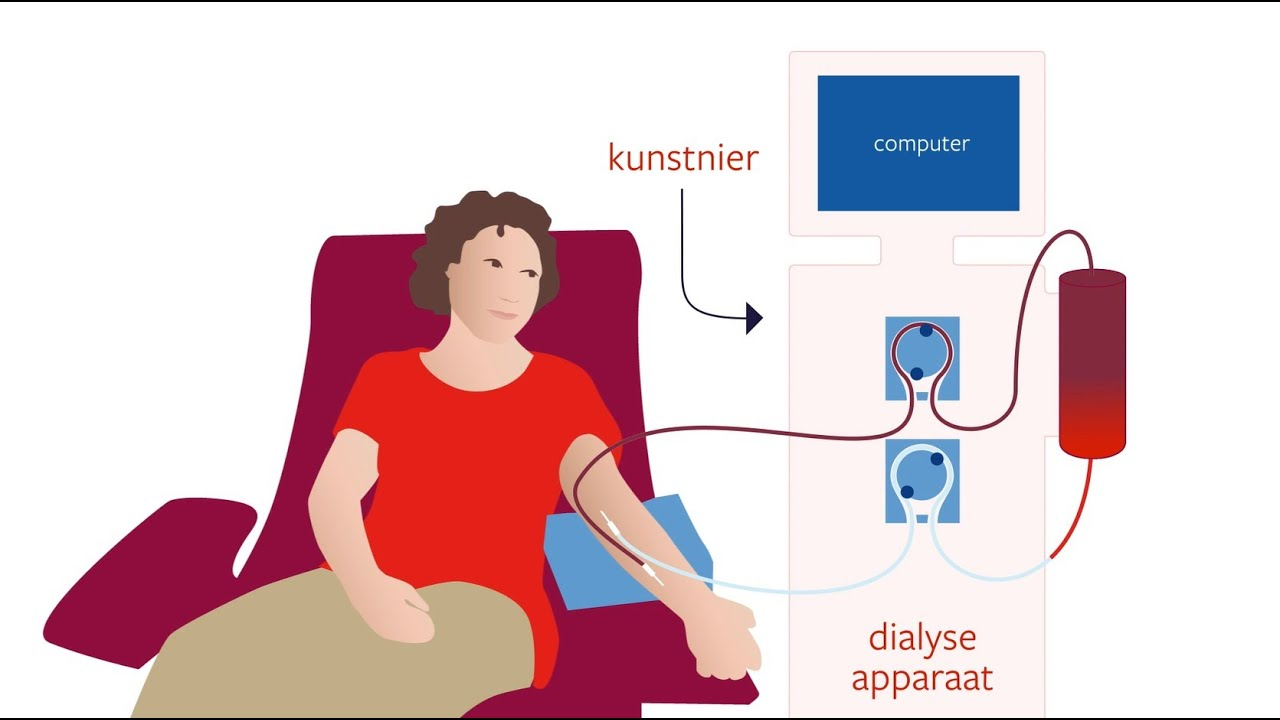 kunstnier
computer
dialyse
apparaat